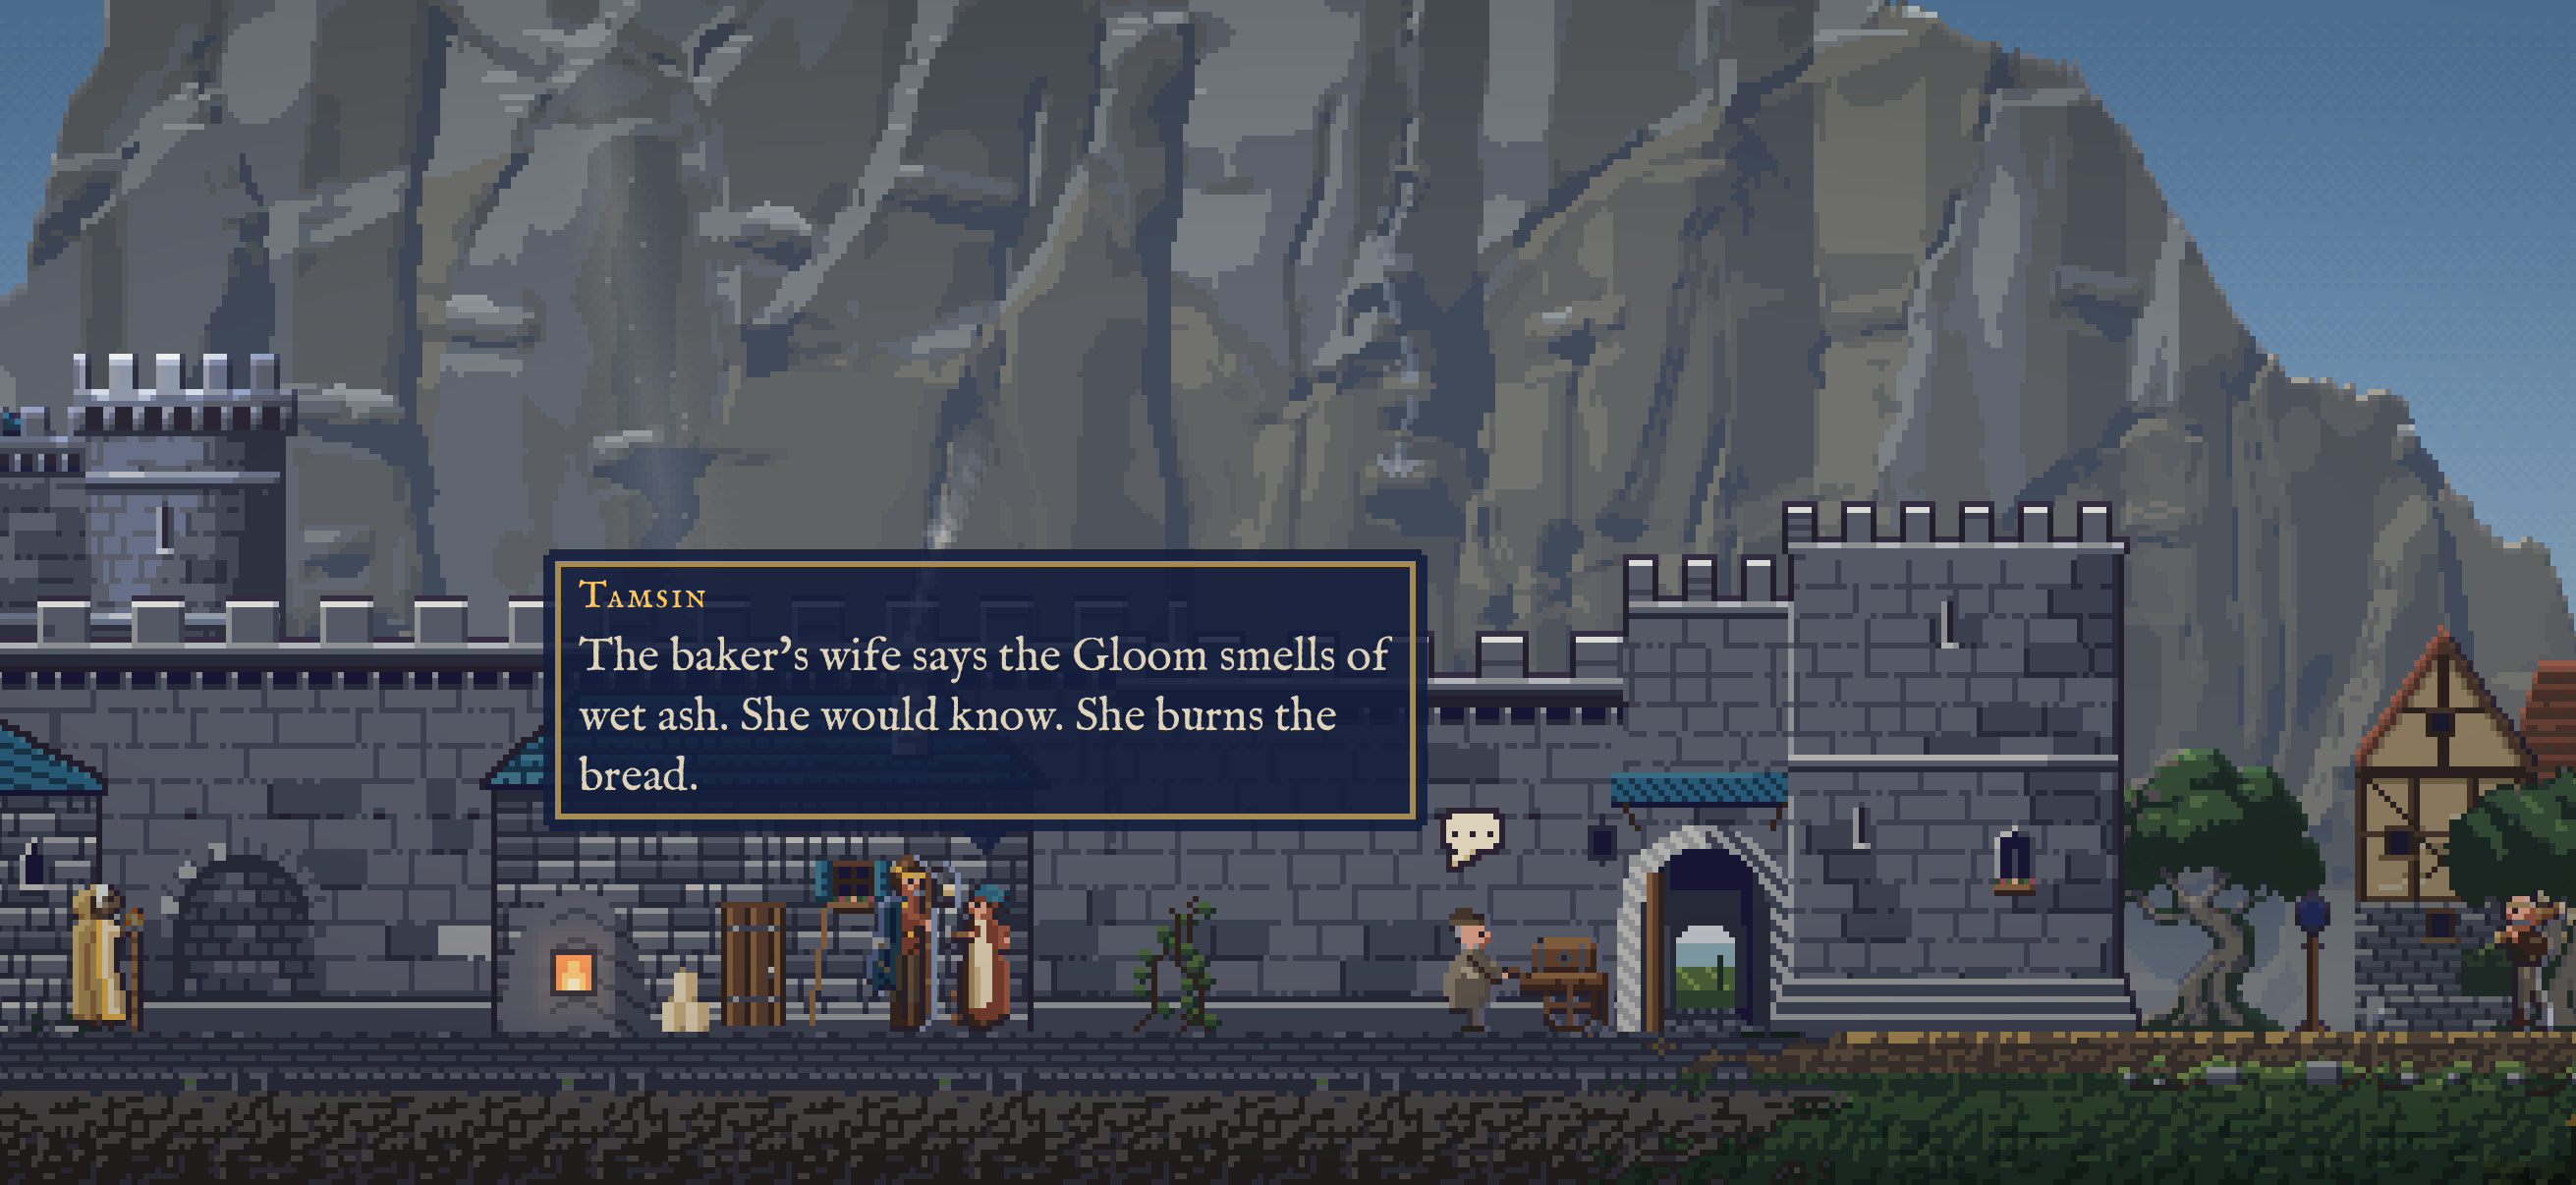 Tamsin
The baker’s wife says the Gloom smells of
wet ash. She would know. She burns the
bread.